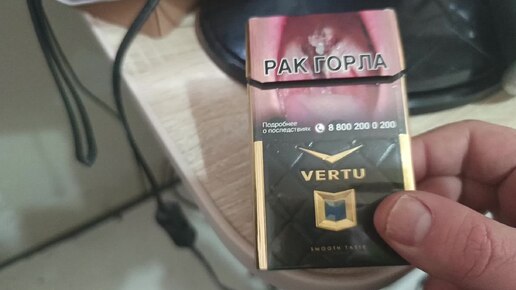 РАК ГОРЛА
Подробнее
о последствиях
8 800 200 0 200
VERTU
SMOOTH TASTE